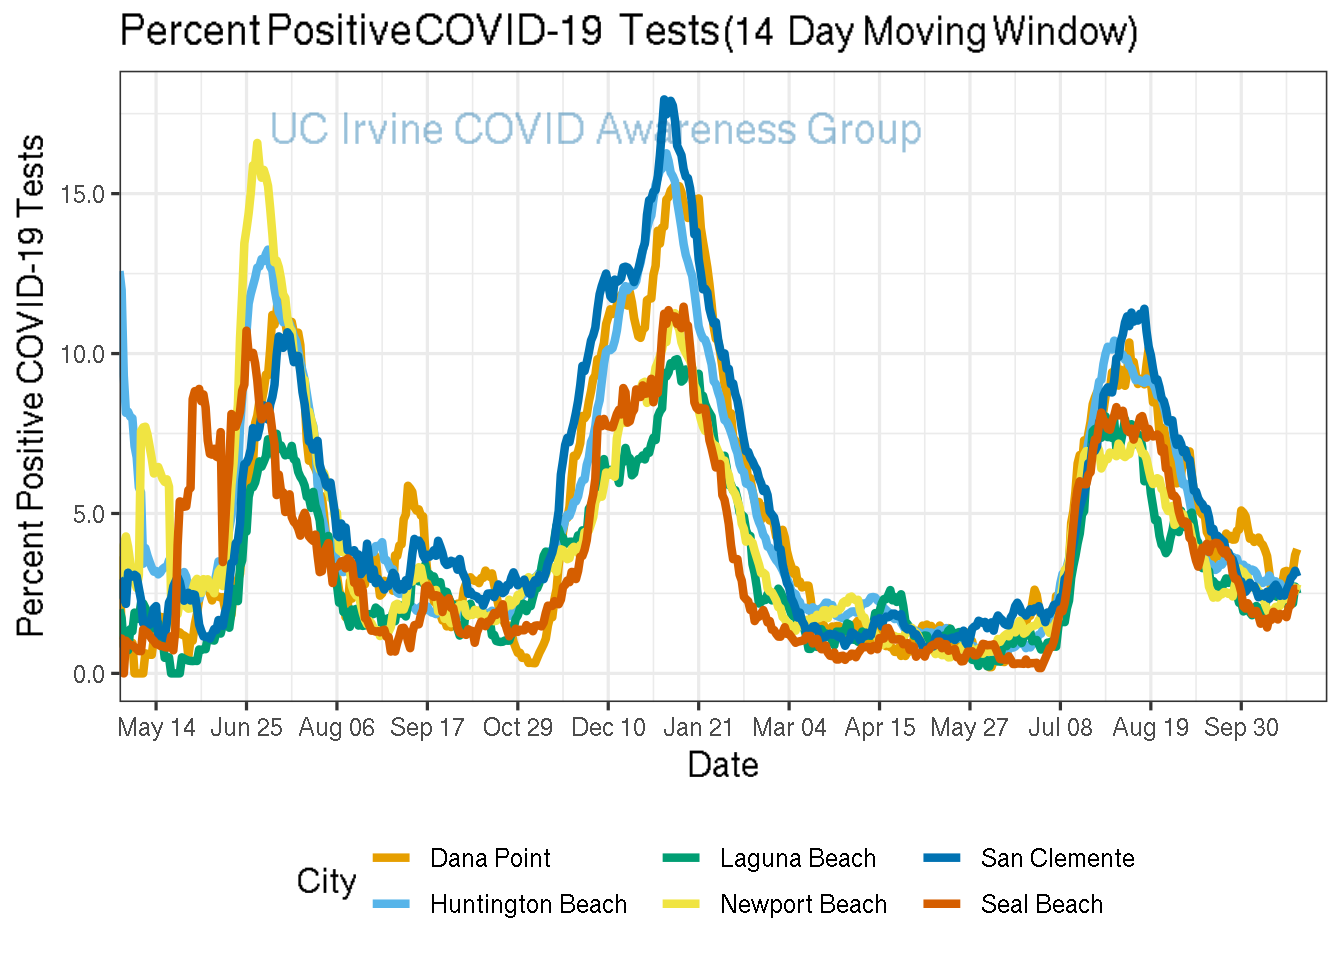 Percent Positive COVID-19 Tests(14 Day Moving Window)
UC Irvine COVID Awareness Group
Percent Positive COVID-19 Tests
15.0
10.0
5.0
0.0
May 14 Jun 25 Aug 06 Sep 17 Oct 29 Dec 10 Jan 21 Mar 04 Apr 15 May 27 Jul 08 Aug 19 Sep 30
Date
City
Dana Point Laguna Beach San Clemente
Huntington Beach Newport Beach Seal Beach